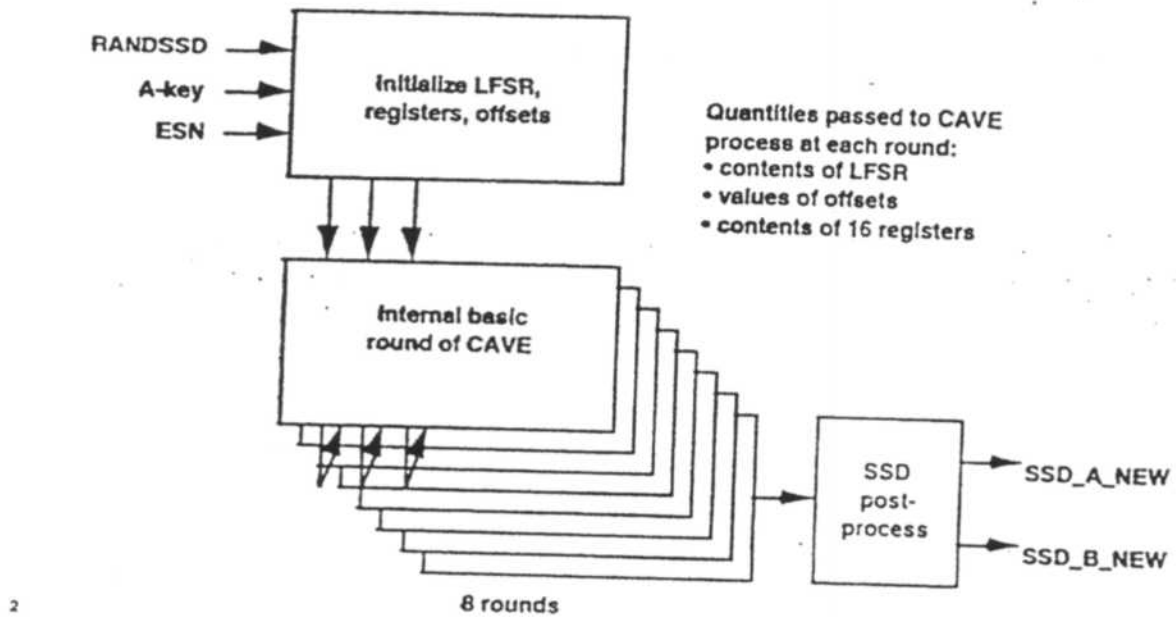 RANDSSD
A-key
ESN
Initialize LFSR,
registers, offsets
Quantities passed to CAVE
process at each round:
• contents of LFSR
• values of offsets
• contents of 16 registers
Internal basic
round of CAVE
SSD
post-
process
SSD_A_NEW
SSD_B_NEW
8 rounds
2